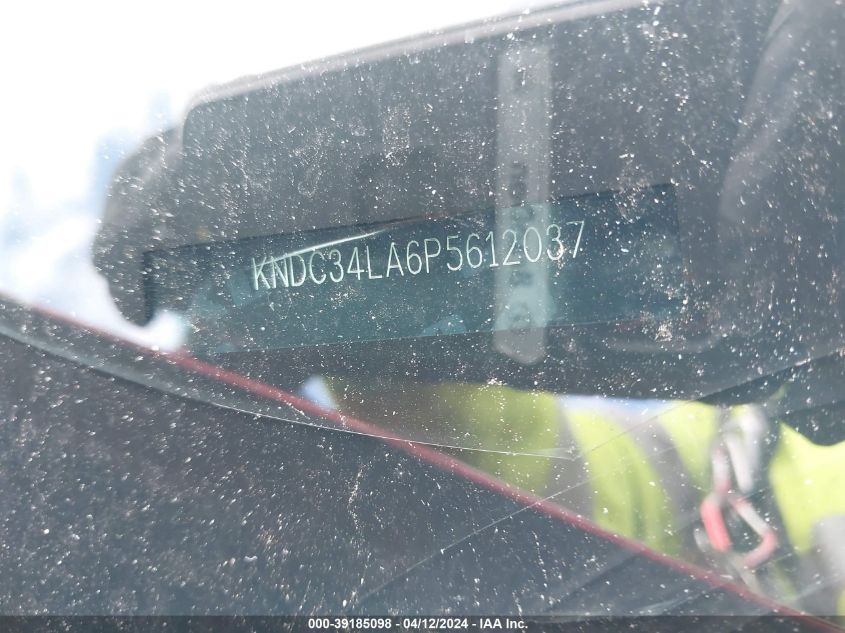 KNDC34LA6P5612037
000-39185098 - 04/12/2024 - IAA Inc.